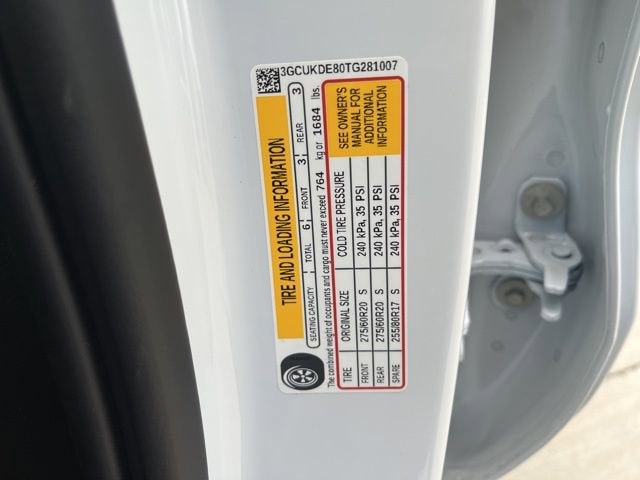 3GCUKDE80TG281007
TIRE AND LOADING INFORMATION
SEATING CAPACITY TOTAL 6 FRONT 3 REAR 3
The combined weight of occupants and cargo must never exceed 764 kg or 1684 lbs.
TIRE ORIGINAL SIZE COLD TIRE PRESSURE
FRONT 275/60R20 S 240 kPa, 35 PSI
REAR 275/60R20 S 240 kPa, 35 PSI
SPARE 255/80R17 S 240 kPa, 35 PSI
SEE OWNER'S
MANUAL FOR
ADDITIONAL
INFORMATION